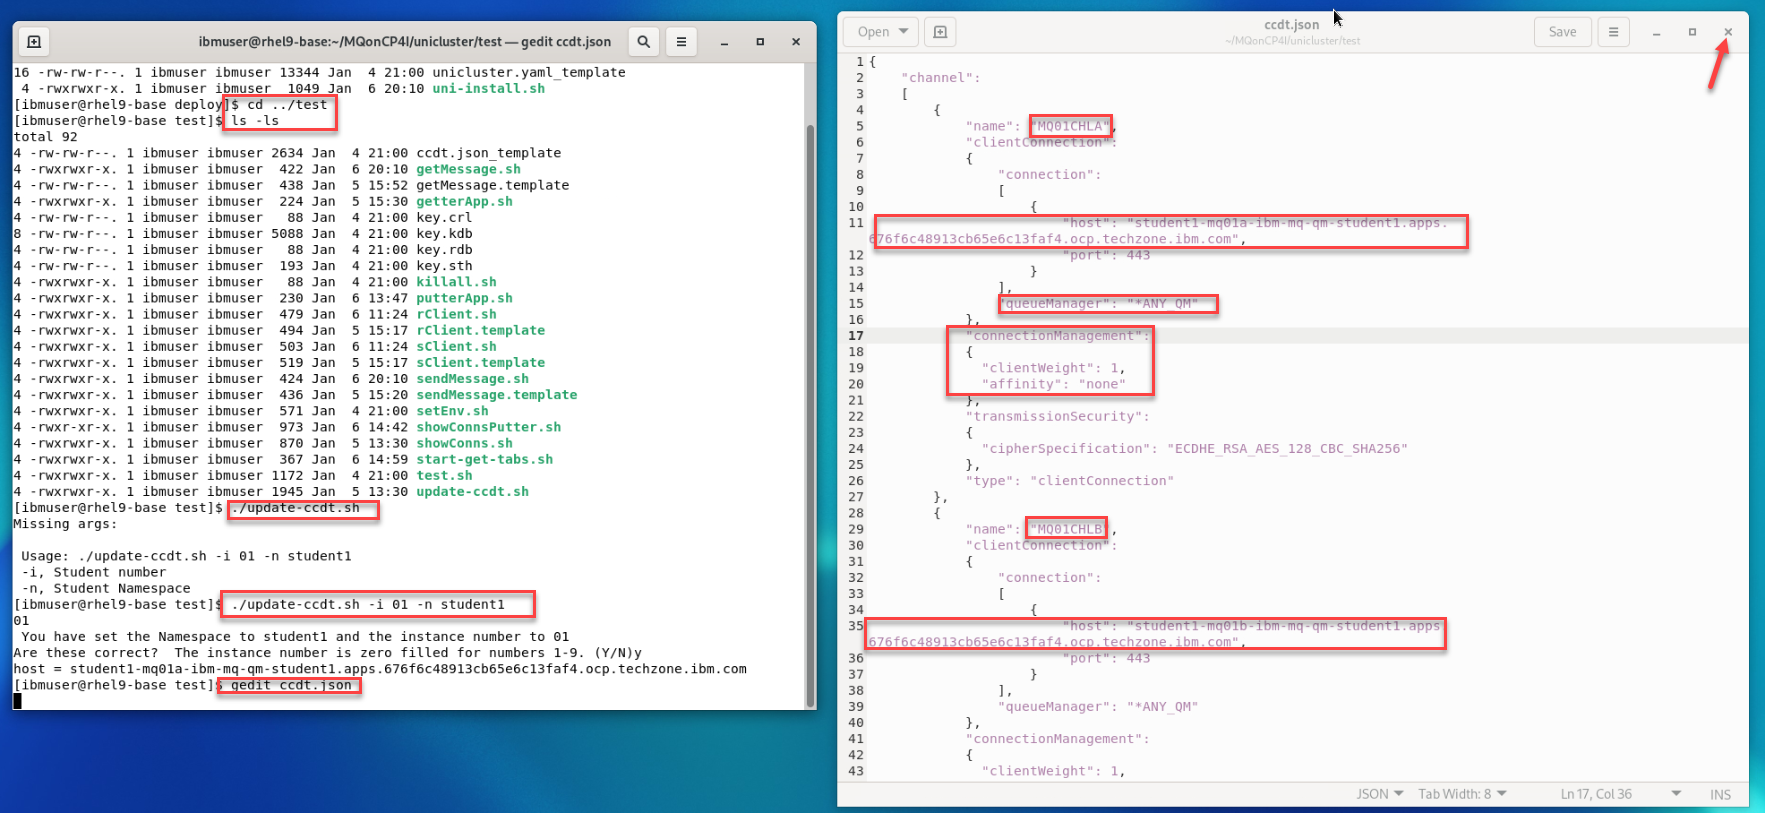 ibmuser@rhel9-base:~/MQonCP4I/unicluster/test — gedit ccdt.json
16 -rw-rw-r--. 1 ibmuser ibmuser 13344 Jan  4 21:00 unicluster.yaml_template
 4 -rwxrwxr-x. 1 ibmuser ibmuser  1049 Jan  6 20:10 uni-install.sh
[ibmuser@rhel9-base deploy]$ cd ../test
[ibmuser@rhel9-base test]$ ls -ls
total 92
4 -rw-rw-r--. 1 ibmuser ibmuser 2634 Jan  4 21:00 ccdt.json_template
4 -rwxrwxr-x. 1 ibmuser ibmuser  422 Jan  6 20:10 getMessage.sh
4 -rw-rw-r--. 1 ibmuser ibmuser  438 Jan  5 15:52 getMessage.template
4 -rwxrwxr-x. 1 ibmuser ibmuser  224 Jan  5 15:30 getterApp.sh
4 -rw-rw-r--. 1 ibmuser ibmuser   88 Jan  4 21:00 key.crl
8 -rw-rw-r--. 1 ibmuser ibmuser 5088 Jan  4 21:00 key.kdb
4 -rw-rw-r--. 1 ibmuser ibmuser   88 Jan  4 21:00 key.rdb
4 -rw-rw-r--. 1 ibmuser ibmuser  193 Jan  4 21:00 key.sth
4 -rwxrwxr-x. 1 ibmuser ibmuser   88 Jan  4 21:00 killall.sh
4 -rwxrwxr-x. 1 ibmuser ibmuser  230 Jan  6 13:47 putterApp.sh
4 -rwxrwxr-x. 1 ibmuser ibmuser  479 Jan  6 11:24 rClient.sh
4 -rwxrwxr-x. 1 ibmuser ibmuser  494 Jan  5 15:17 rClient.template
4 -rwxrwxr-x. 1 ibmuser ibmuser  503 Jan  6 11:24 sClient.sh
4 -rwxrwxr-x. 1 ibmuser ibmuser  519 Jan  5 15:17 sClient.template
4 -rwxrwxr-x. 1 ibmuser ibmuser  424 Jan  6 20:10 sendMessage.sh
4 -rwxrwxr-x. 1 ibmuser ibmuser  436 Jan  5 15:20 sendMessage.template
4 -rwxrwxr-x. 1 ibmuser ibmuser  571 Jan  4 21:00 setEnv.sh
4 -rwxr-xr-x. 1 ibmuser ibmuser  973 Jan  6 14:42 showConnsPutter.sh
4 -rwxrwxr-x. 1 ibmuser ibmuser  870 Jan  5 13:30 showConns.sh
4 -rwxrwxr-x. 1 ibmuser ibmuser  367 Jan  6 14:59 start-get-tabs.sh
4 -rwxrwxr-x. 1 ibmuser ibmuser 1172 Jan  4 21:00 test.sh
4 -rwxrwxr-x. 1 ibmuser ibmuser 1945 Jan  5 13:30 update-ccdt.sh
[ibmuser@rhel9-base test]$ ./update-ccdt.sh
Missing args:
 Usage: ./update-ccdt.sh -i 01 -n student1
 -i, Student number
 -n, Student Namespace
[ibmuser@rhel9-base test]$ ./update-ccdt.sh -i 01 -n student1
01
 You have set the Namespace to student1 and the instance number to 01
Are these correct?  The instance number is zero filled for numbers 1-9. (Y/N)y
host = student1-mq01a-ibm-mq-qm-student1.apps.676f6c48913cb65e6c13faf4.ocp.techzone.ibm.com
[ibmuser@rhel9-base test]$ gedit ccdt.json
Open
ccdt.json
~/MQonCP4I/unicluster/test
Save
1 {
2     "channel":
3     [
4         {
5             "name": "MQ01CHLA",
6             "clientConnection":
7             {
8                 "connection":
9                 [
10                     {
11                         "host": "student1-mq01a-ibm-mq-qm-student1.apps.
676f6c48913cb65e6c13faf4.ocp.techzone.ibm.com",
12                         "port": 443
13                     }
14                 ],
15                 "queueManager": "*ANY_QM"
16             },
17             "connectionManagement":
18             {
19               "clientWeight": 1,
20               "affinity": "none"
21             },
22             "transmissionSecurity":
23             {
24               "cipherSpecification": "ECDHE_RSA_AES_128_CBC_SHA256"
25             },
26             "type": "clientConnection"
27         },
28         {
29             "name": "MQ01CHLB",
30             "clientConnection":
31             {
32                 "connection":
33                 [
34                     {
35                         "host": "student1-mq01b-ibm-mq-qm-student1.apps.
676f6c48913cb65e6c13faf4.ocp.techzone.ibm.com",
36                         "port": 443
37                     }
38                 ],
39                 "queueManager": "*ANY_QM"
40             },
41             "connectionManagement":
42             {
43               "clientWeight": 1,
JSON Tab Width: 8 Ln 17, Col 36 INS